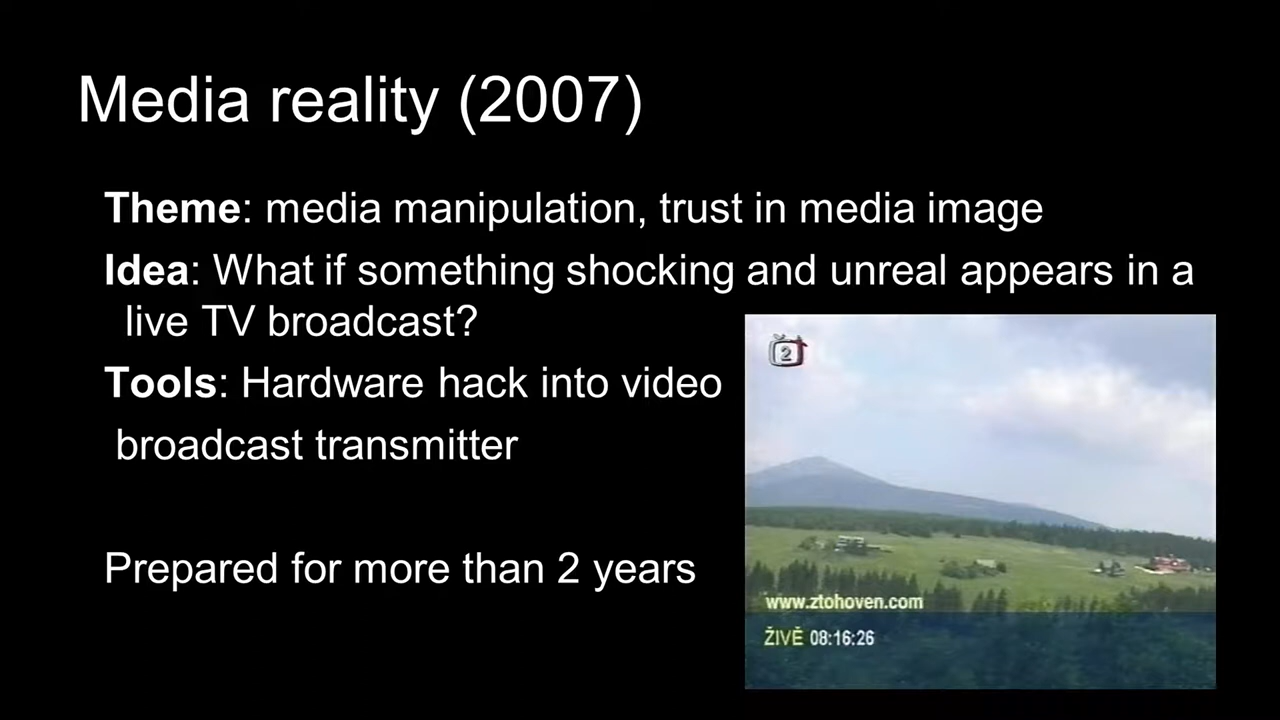 Media reality (2007)
Theme: media manipulation, trust in media image
Idea: What if something shocking and unreal appears in a
live TV broadcast?
Tools: Hardware hack into video
broadcast transmitter
Prepared for more than 2 years
2
www.ztohoven.com
ŽIVĚ 08:16:26